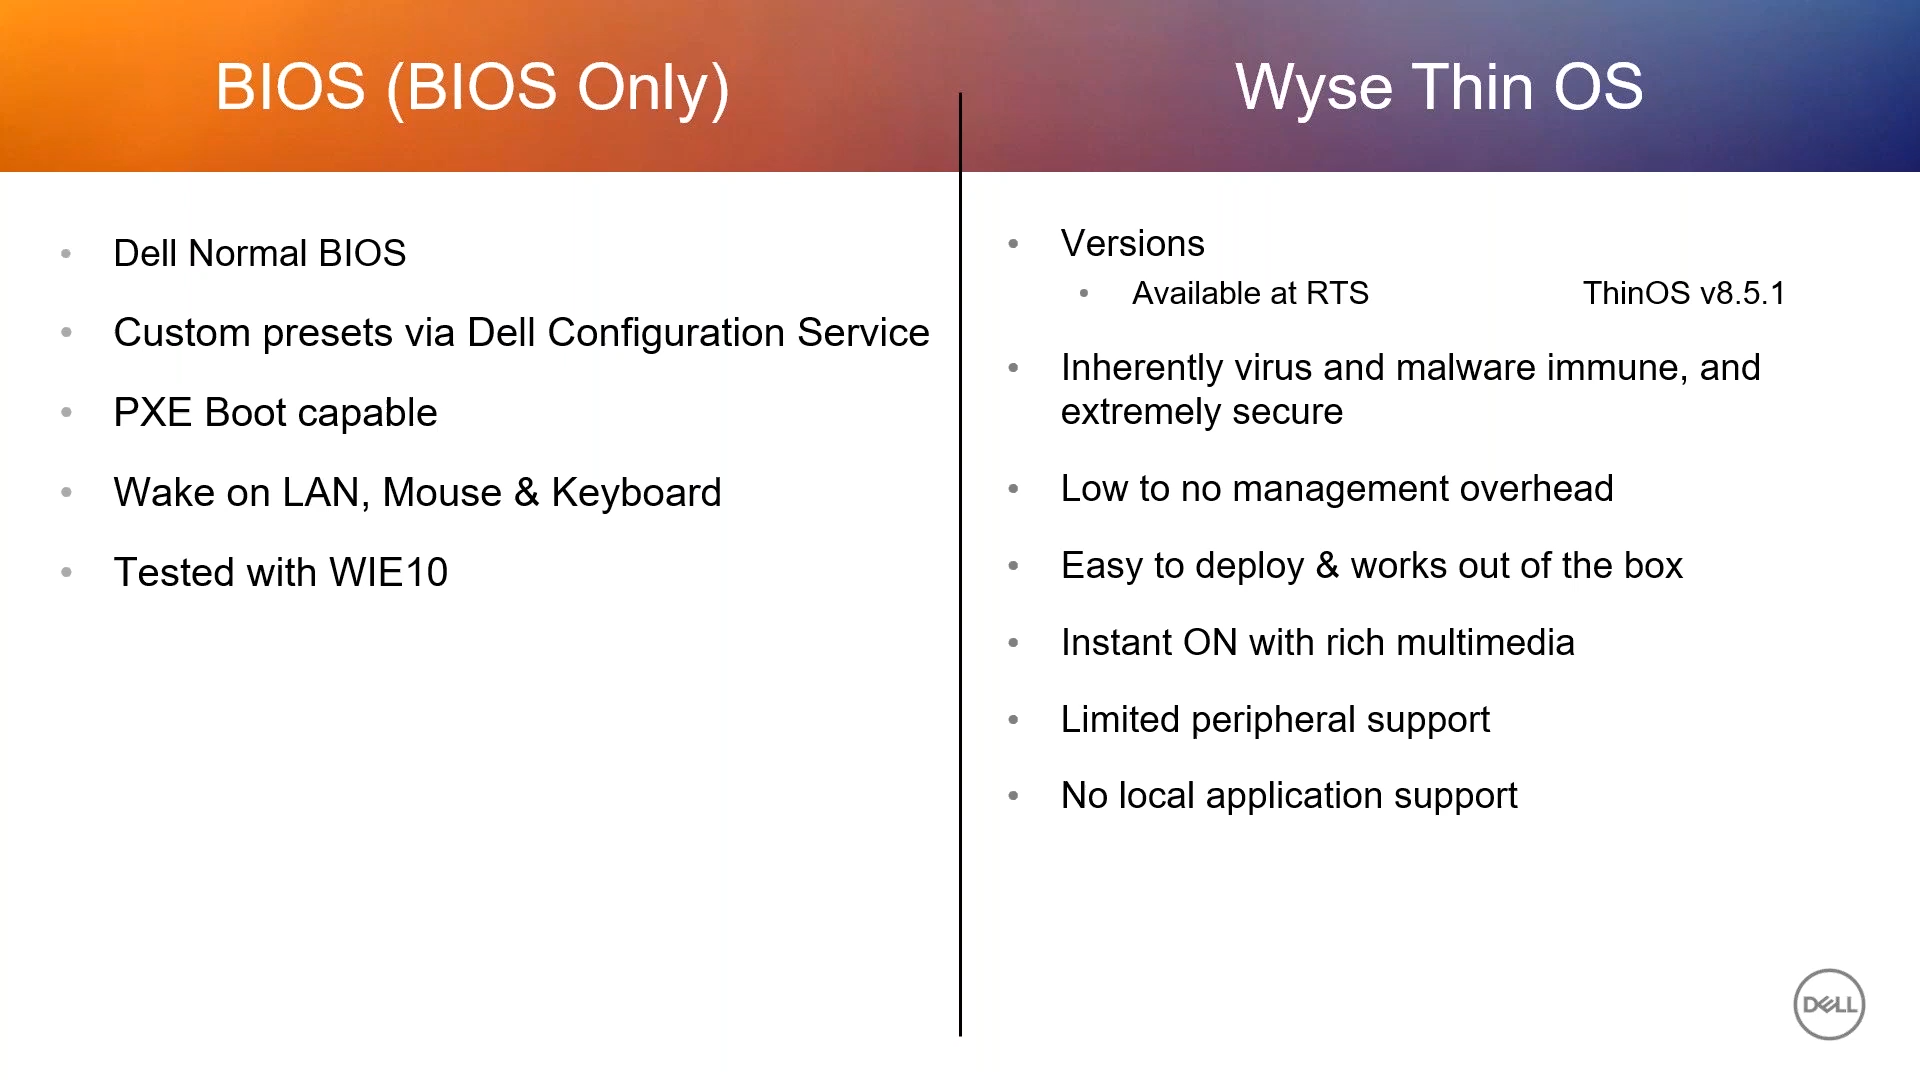 BIOS (BIOS Only)
Dell Normal BIOS
Custom presets via Dell Configuration Service
PXE Boot capable
Wake on LAN, Mouse & Keyboard
Tested with WIE10
Wyse Thin OS
Versions
Available at RTS ThinOS v8.5.1
Inherently virus and malware immune, and
extremely secure
Low to no management overhead
Easy to deploy & works out of the box
Instant ON with rich multimedia
Limited peripheral support
No local application support
DELL